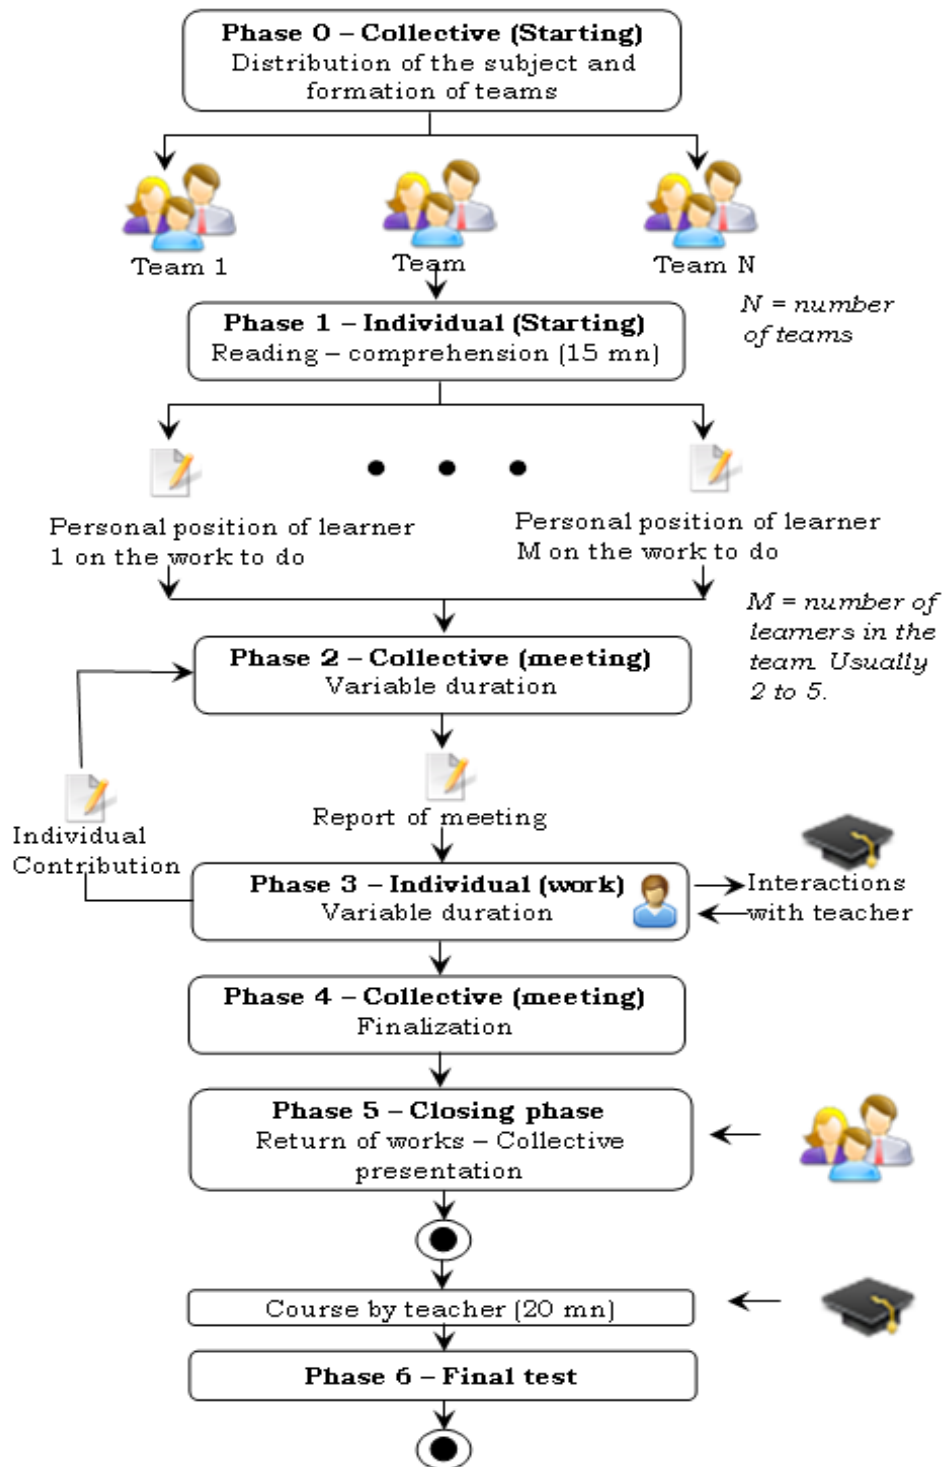 Phase 0 – Collective (Starting)
Distribution of the subject and
formation of teams
Team 1
Team
Team N
N = number
of teams
Phase 1 – Individual (Starting)
Reading – comprehension (15 mn)
Personal position of learner
1 on the work to do
Personal position of learner
M on the work to do
M = number of
learners in the
team. Usually
2 to 5.
Phase 2 – Collective (meeting)
Variable duration
Report of meeting
Individual
Contribution
Phase 3 – Individual (work)
Variable duration
Interactions
with teacher
Phase 4 – Collective (meeting)
Finalization
Phase 5 – Closing phase
Return of works – Collective
presentation
Course by teacher (20 mn)
Phase 6 – Final test